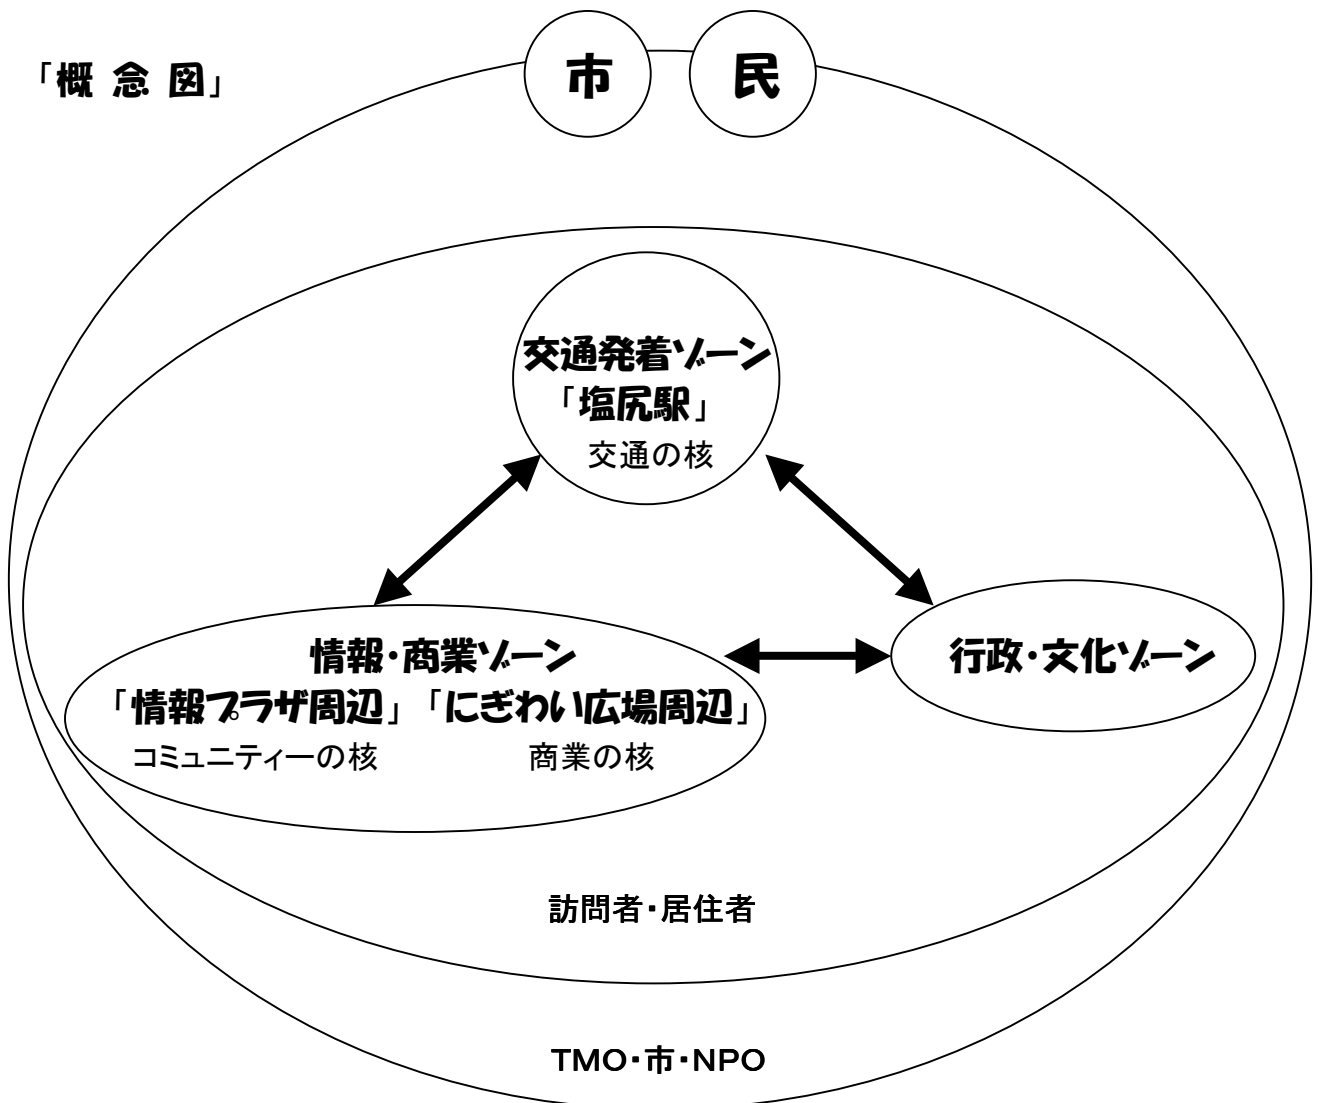 「概 念 図」
市 民
交通発着ゾーン
「塩尻駅」
交通の核
情報・商業ゾーン
「情報プラザ周辺」「にぎわい広場周辺」
コミュニティーの核 商業の核
行政・文化ゾーン
訪問者・居住者
TMO・市・NPO